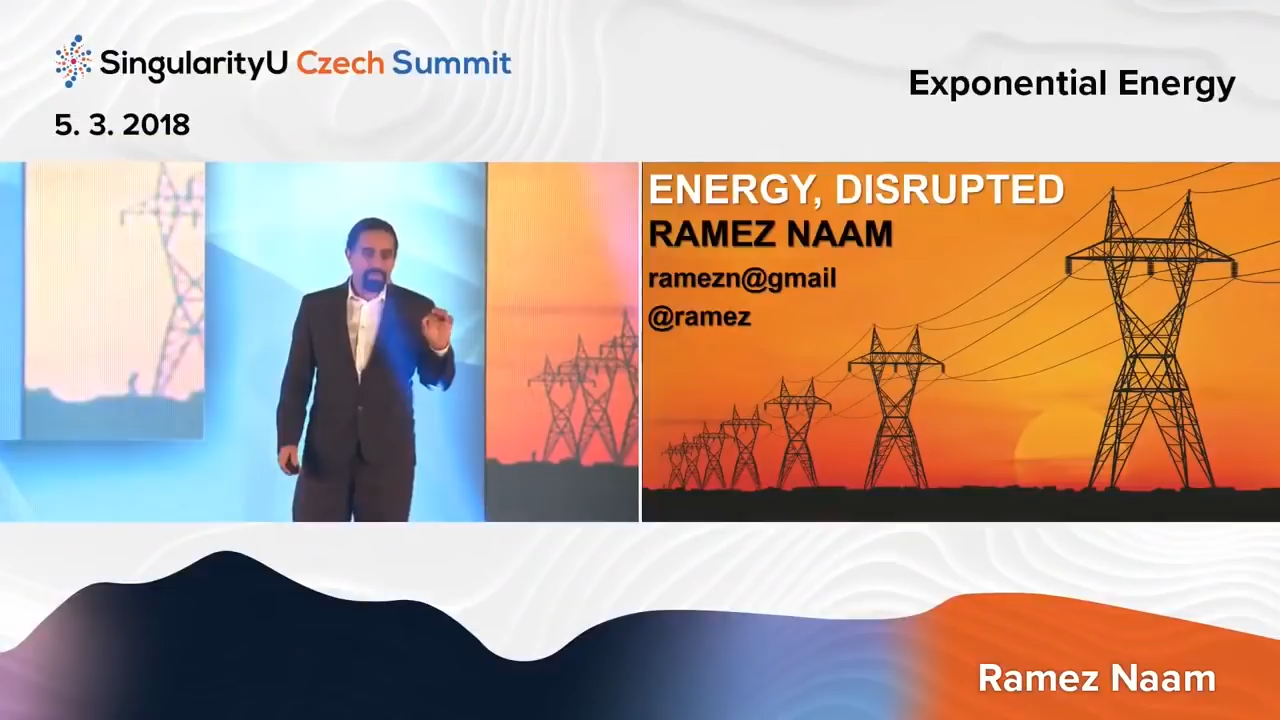 SingularityU Czech Summit
Exponential Energy
5. 3. 2018
ENERGY, DISRUPTED
RAMEZ NAAM
ramezn@gmail
@ramez
Ramez Naam